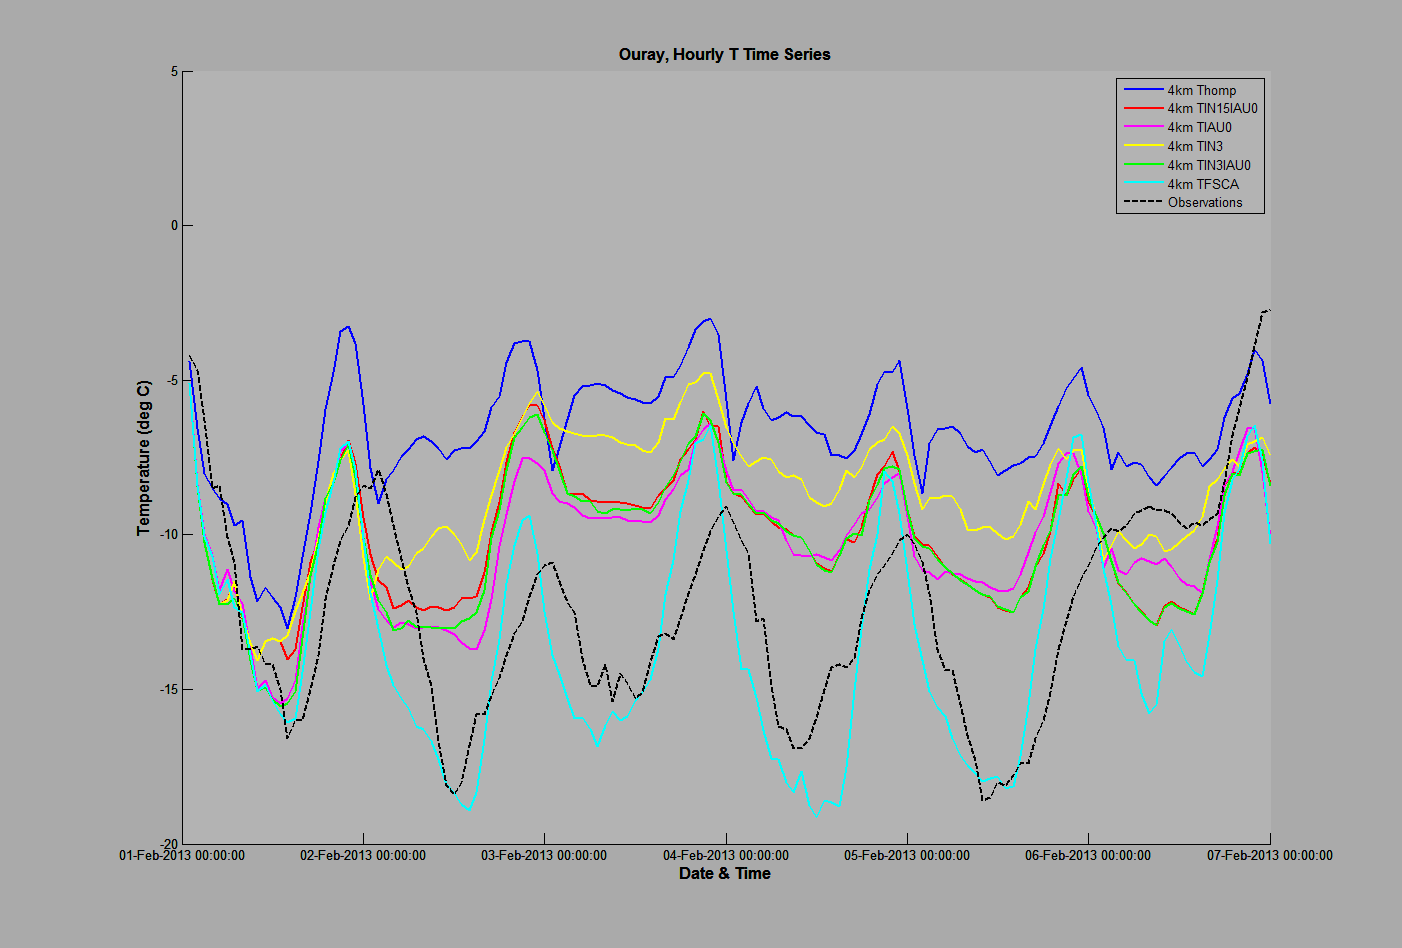 Ouray, Hourly T Time Series
4km Thomp
4km TIN15IAU0
4km TIAU0
4km TIN3
4km TIN3IAU0
4km TFSCA
Observations
Temperature (deg C)
5
0
-5
-10
-15
-20
01-Feb-2013 00:00:00
02-Feb-2013 00:00:00
03-Feb-2013 00:00:00
04-Feb-2013 00:00:00
05-Feb-2013 00:00:00
06-Feb-2013 00:00:00
07-Feb-2013 00:00:00
Date & Time